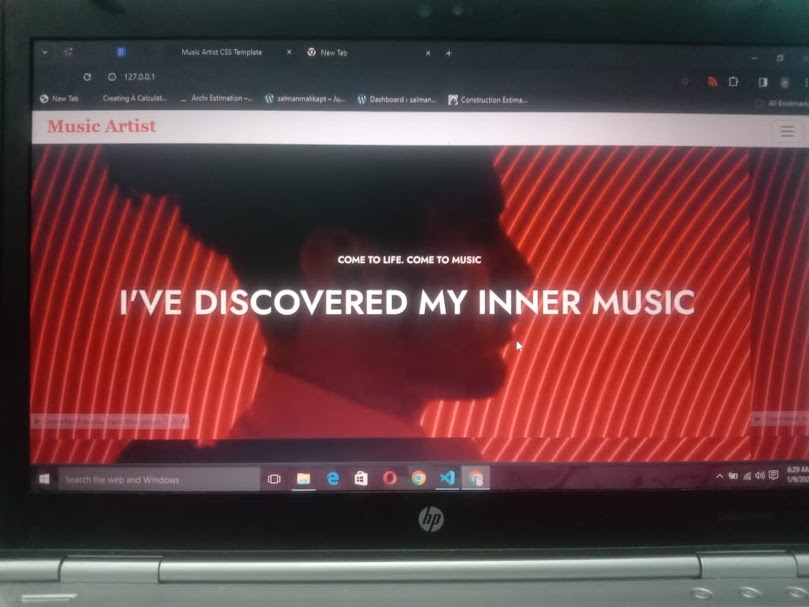 Music Artist CSS Template
New Tab
127.0.0.1
New Tab
Creating A Calculat...
Archi Estimation –...
salmanmalikapt – Ju...
Dashboard ‹ salman...
Construction Estima...
All Bookmarks
Music Artist
COME TO LIFE. COME TO MUSIC
I'VE DISCOVERED MY INNER MUSIC
Search the web and Windows
6:29 AM
1/9/20
hp